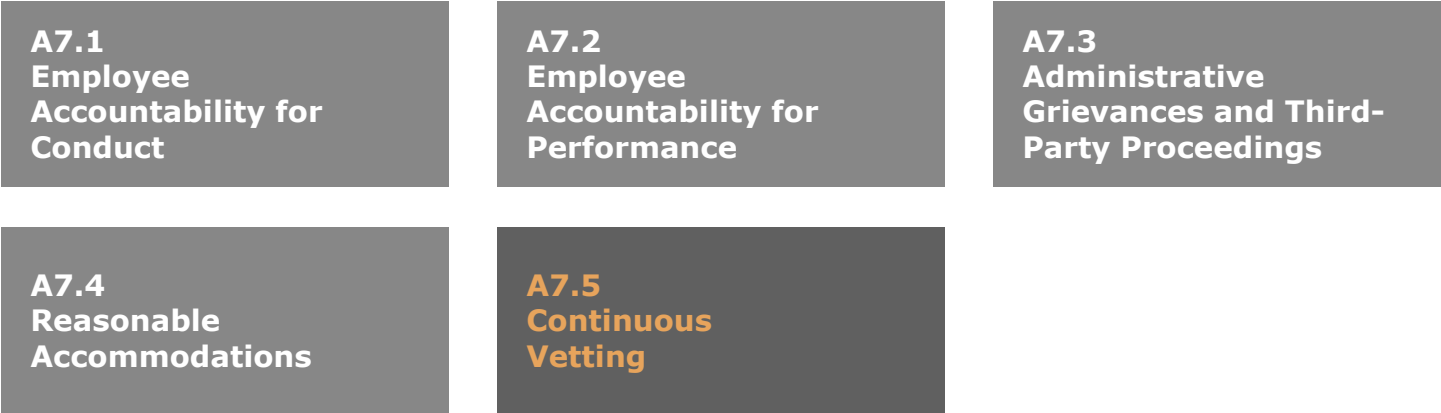 A7.1
Employee
Accountability for
Conduct
A7.2
Employee
Accountability for
Performance
A7.3
Administrative
Grievances and Third-
Party Proceedings
A7.4
Reasonable
Accommodations
A7.5
Continuous
Vetting